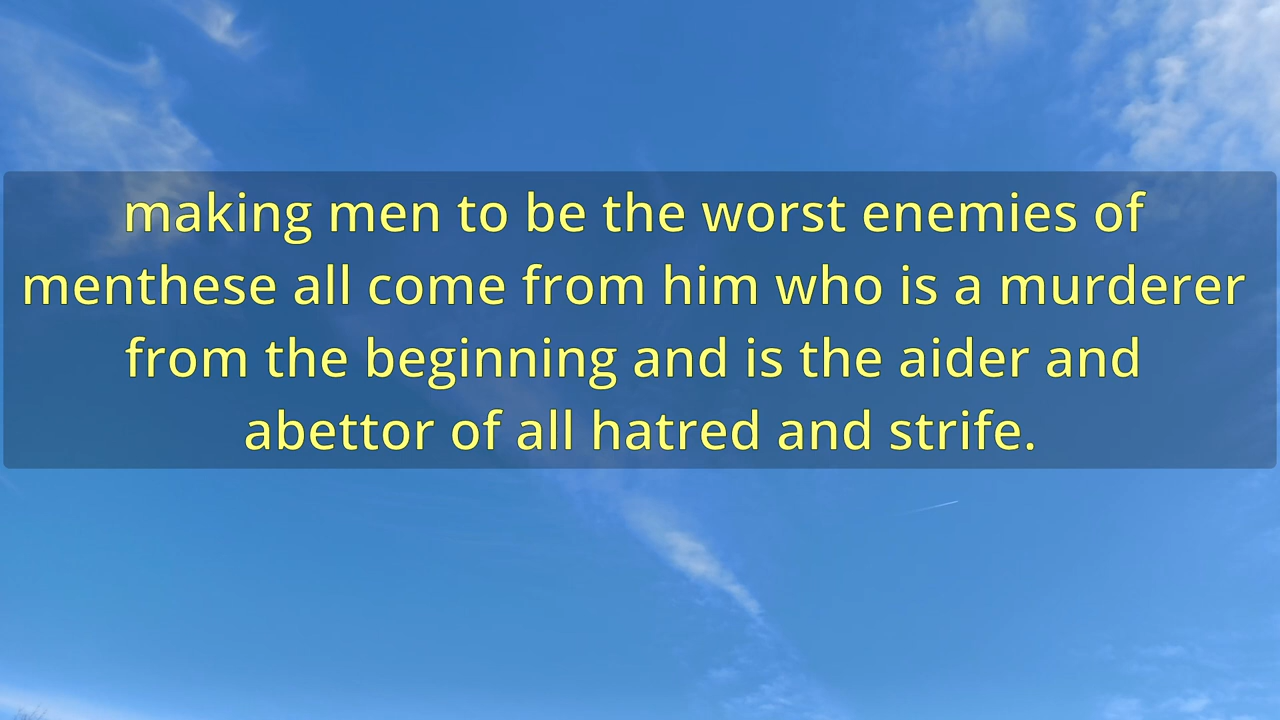 making men to be the worst enemies of
menthese all come from him who is a murderer
from the beginning and is the aider and
abettor of all hatred and strife.